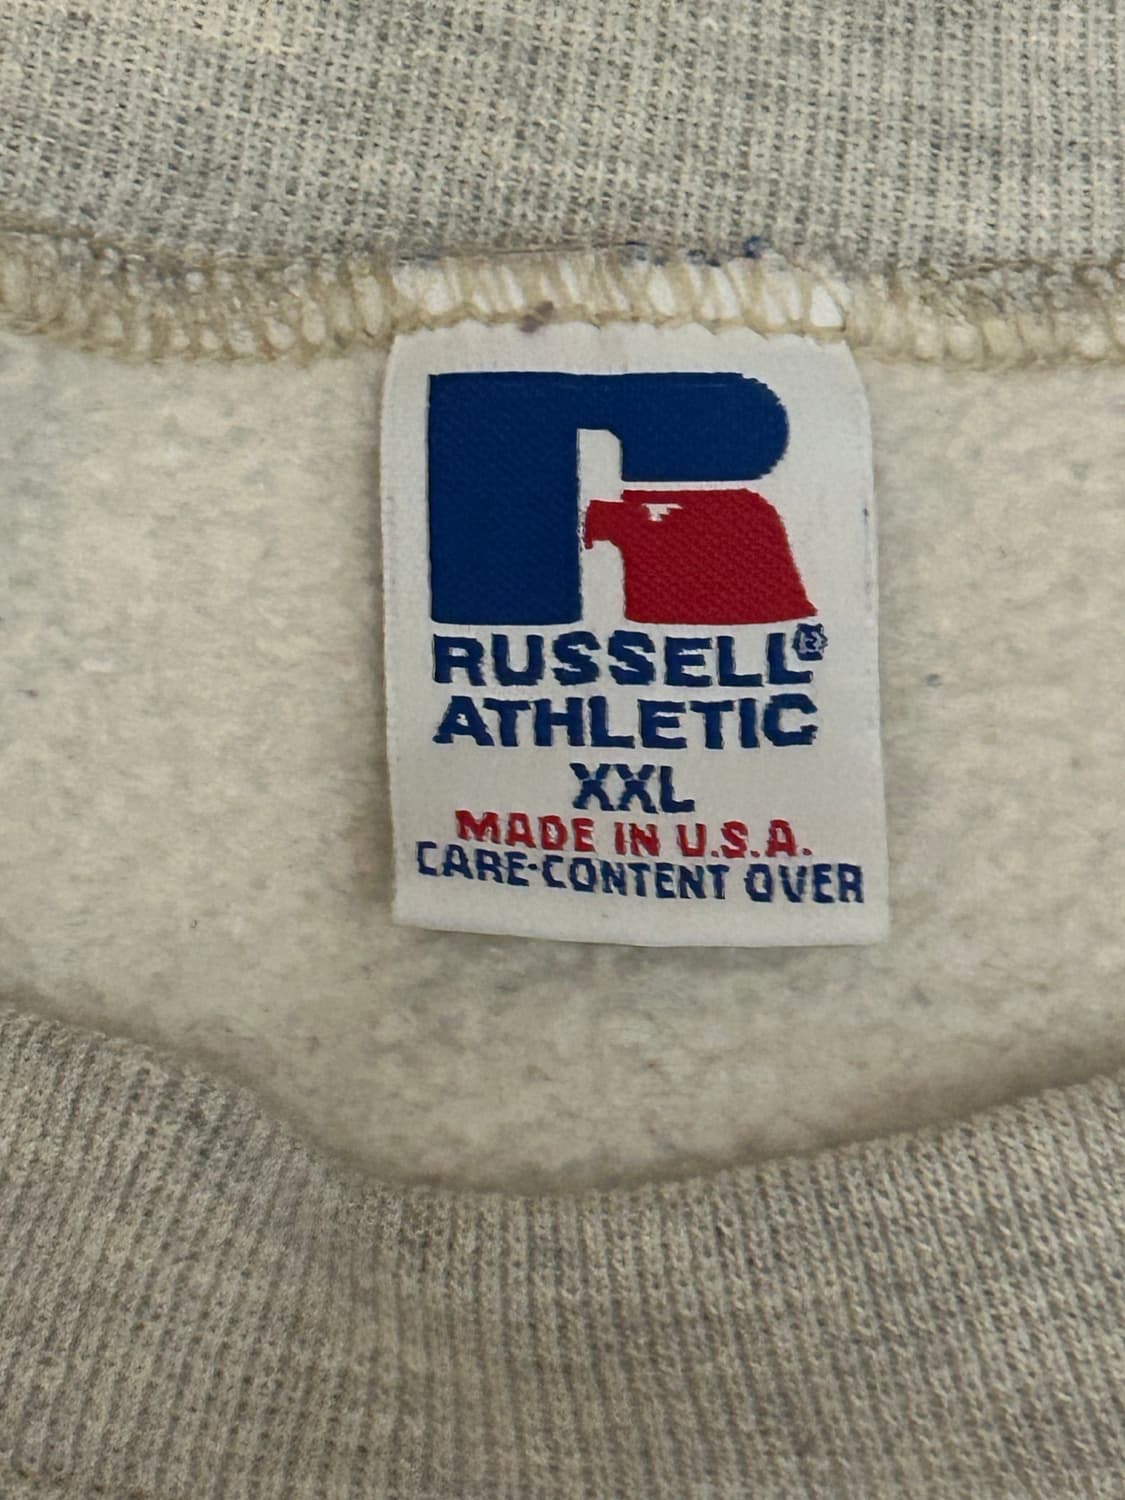 RUSSELL®
ATHLETIC
XXL
MADE IN U.S.A.
CARE-CONTENT OVER